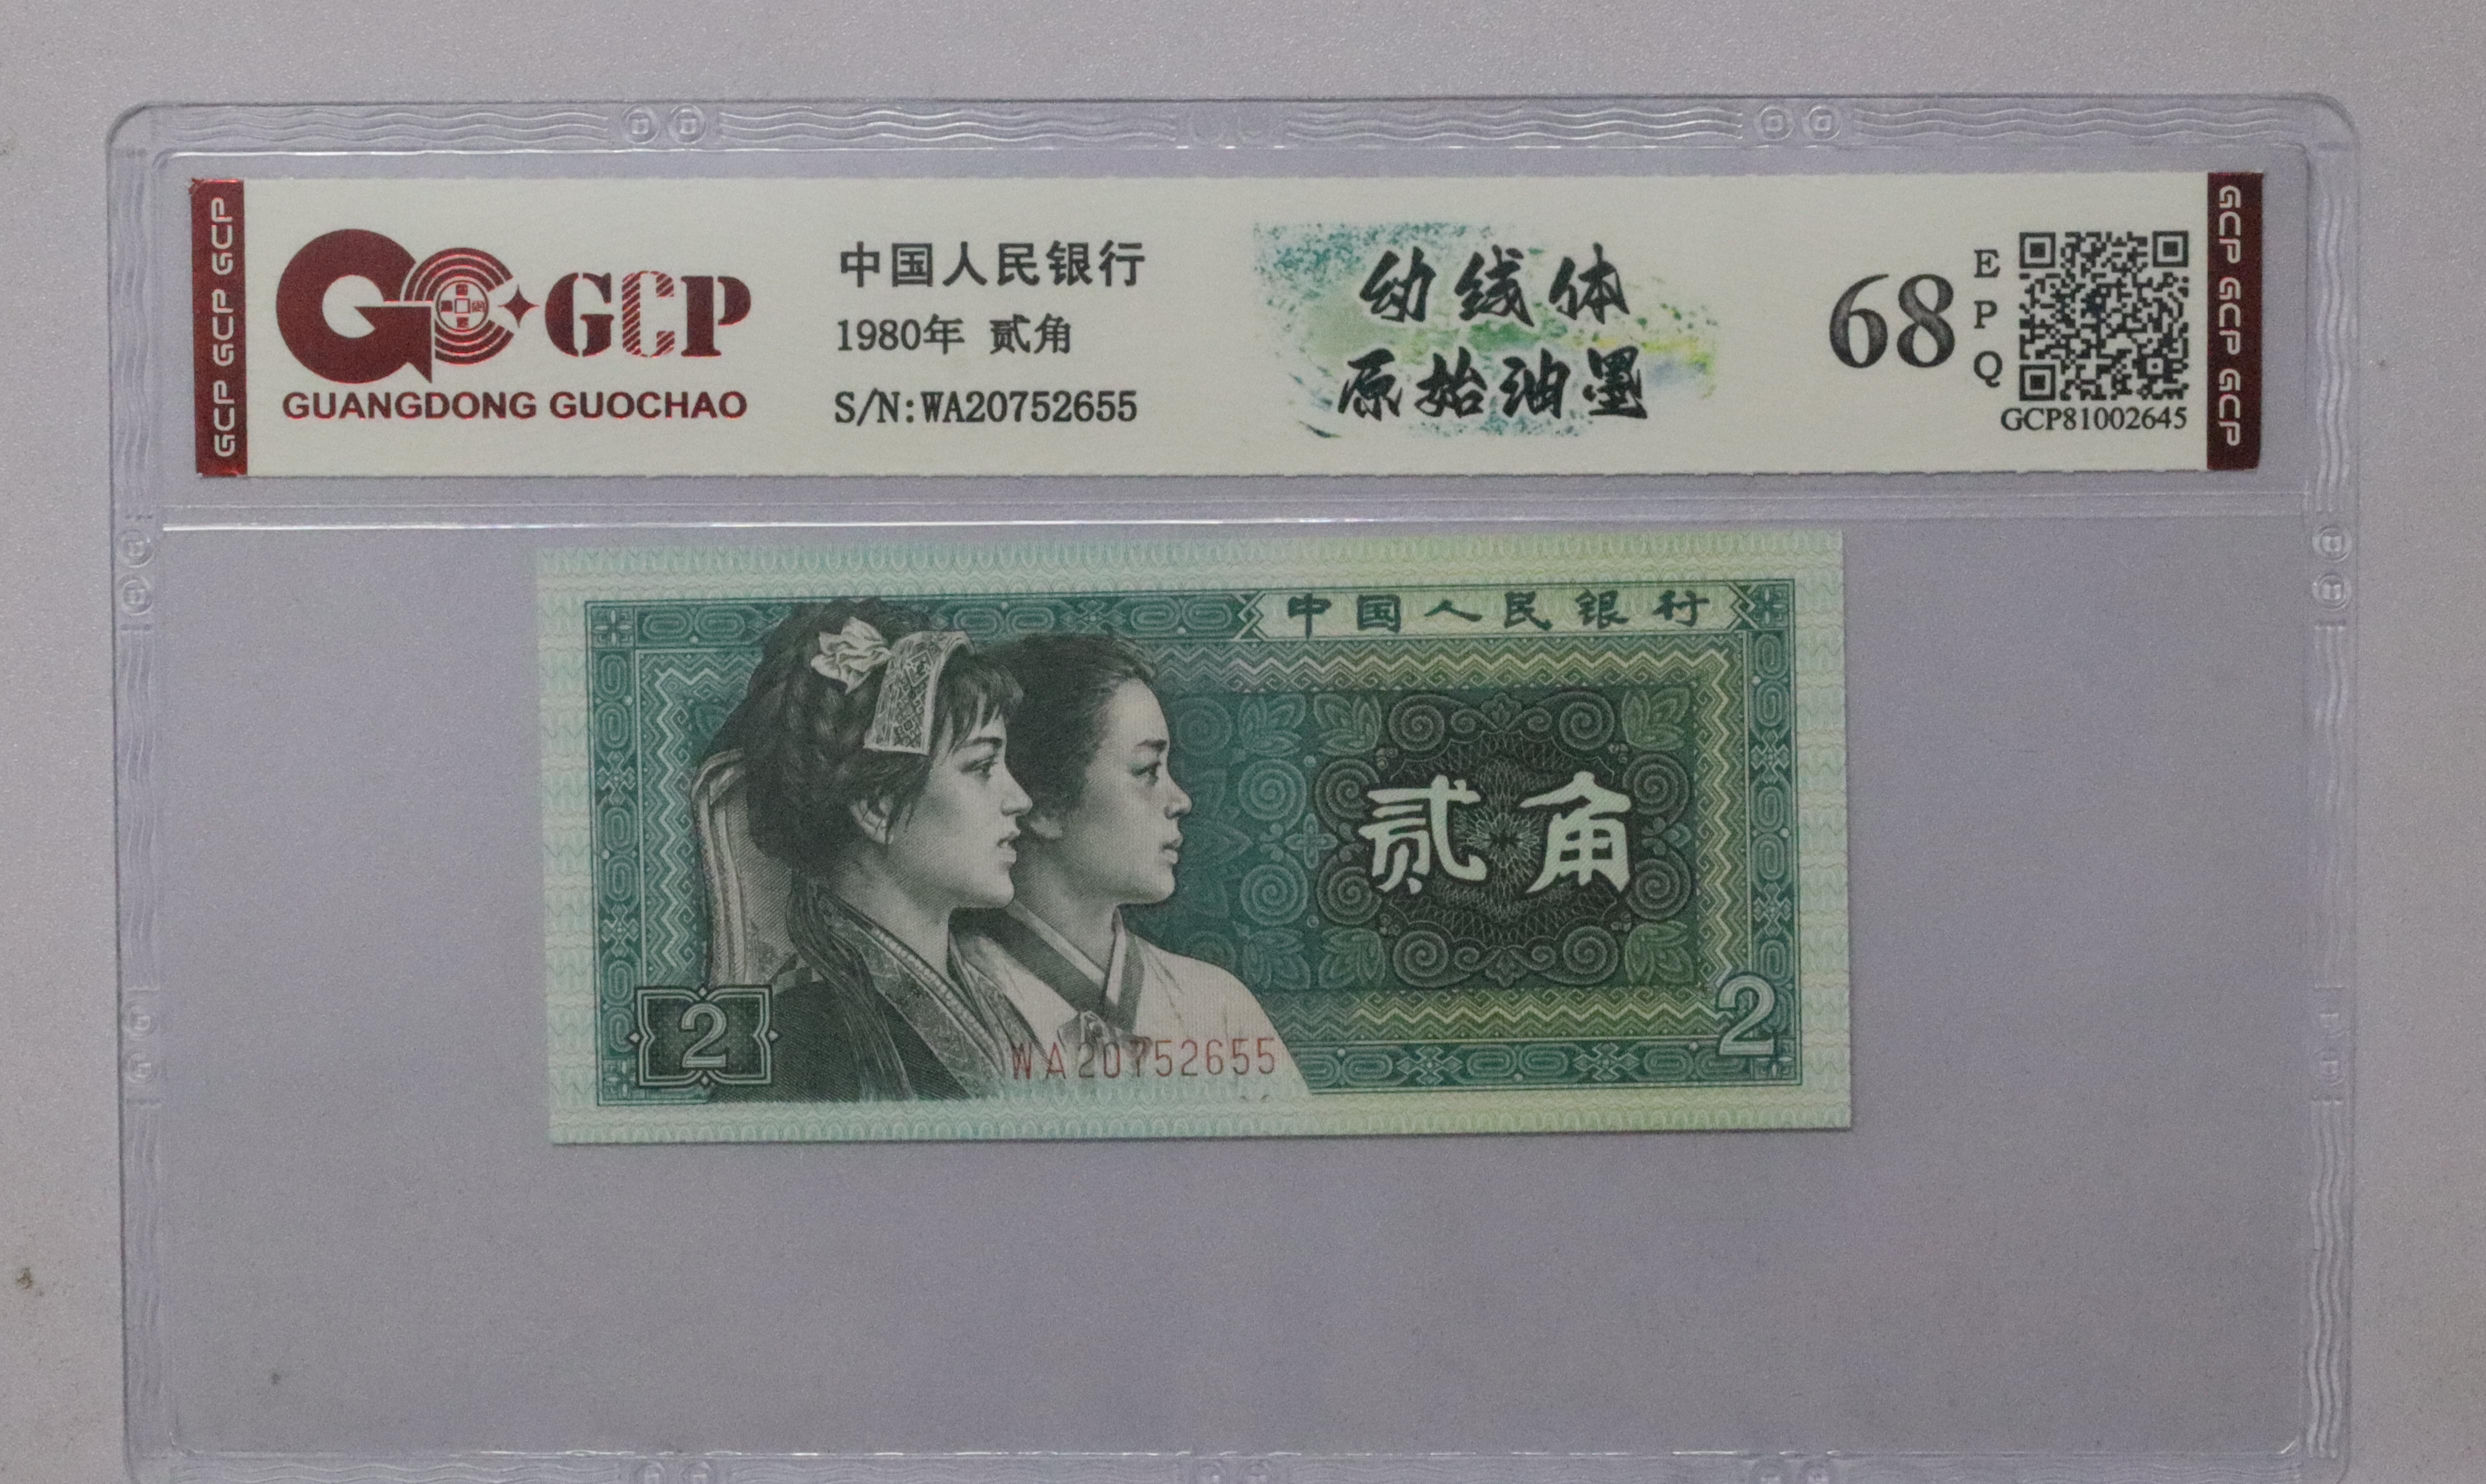 GCP GCP GCP
GCP
GUANGDONG GUOCHAO
中国人民银行
1980年 贰角
S/N:WA20752655
幼线体
原始油墨
68
EPQ
GCP81002645
GCP GCP GCP
中国人民银行
贰角
2
2
WA20752655